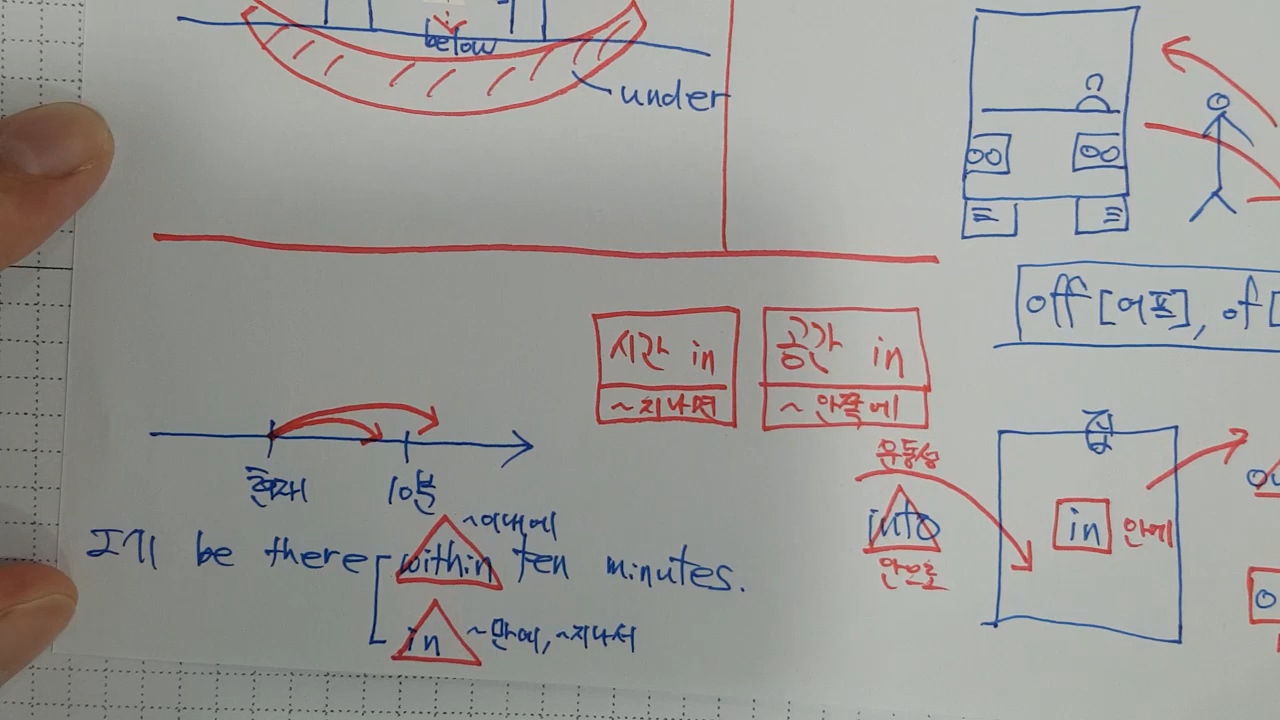 in
below
under
off [어프], of [
시간 in
~지나면
공간 in
~안쪽에
현재
10분
I'll be there within ten minutes.
~이내에
in ~만에, ~지나서
운동성
into
안으로
집
in 안에